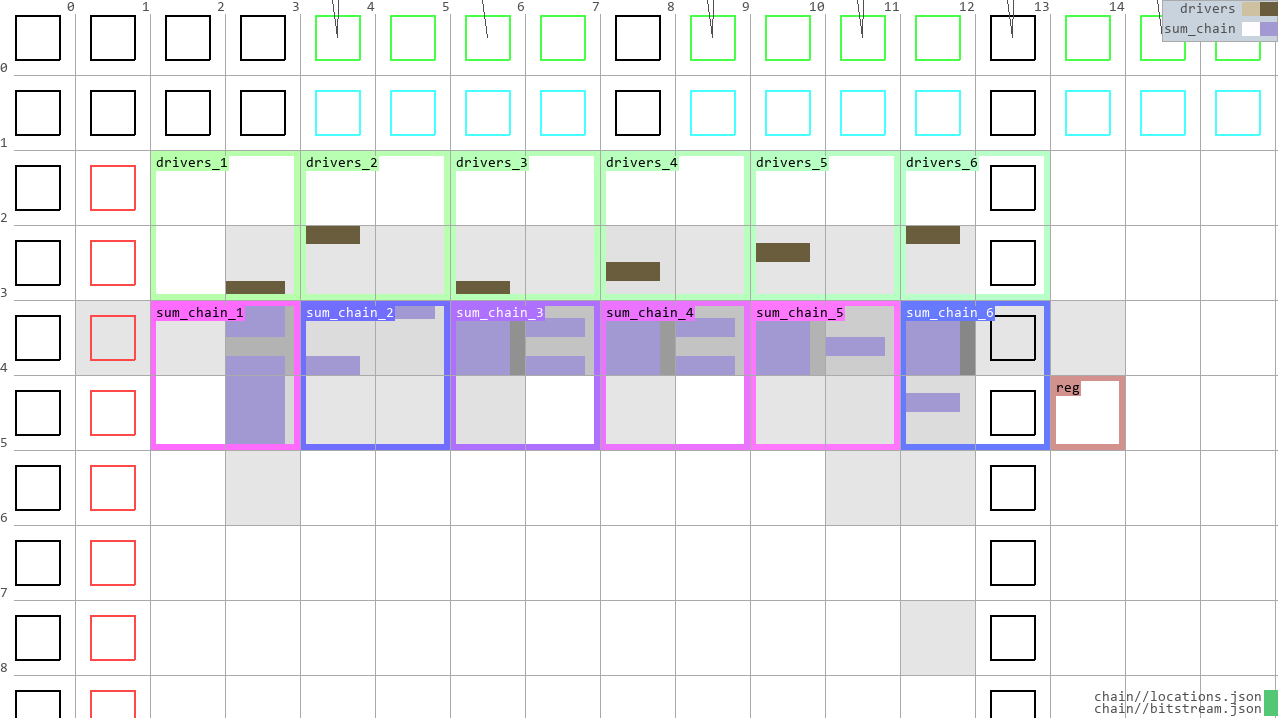 0 1 2 3 4 5 6 7 8 9 10 11 12 13 14
drivers
sum_chain
0
1
drivers_1 drivers_2 drivers_3 drivers_4 drivers_5 drivers_6
2
3
sum_chain_1 sum_chain_2 sum_chain_3 sum_chain_4 sum_chain_5 sum_chain_6
4
reg
5
6
7
8
chain//locations.json
chain//bitstream.json